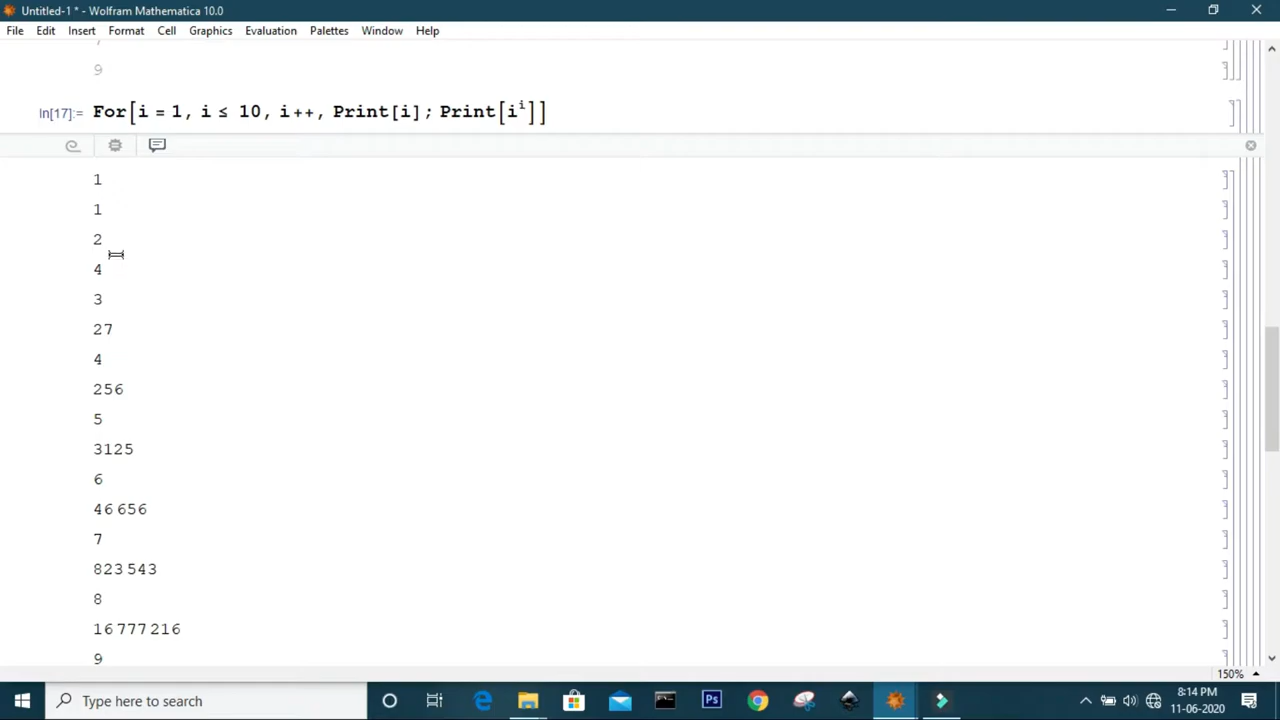 Untitled-1 * - Wolfram Mathematica 10.0
File Edit Insert Format Cell Graphics Evaluation Palettes Window Help
9
In[17]:= For[i = 1, i ≤ 10, i++, Print[i]; Print[i^i]]
1
1
2
4
3
27
4
256
5
3125
6
46 656
7
823 543
8
16 777 216
9
150%
Type here to search
Ps
8:14 PM
11-06-2020